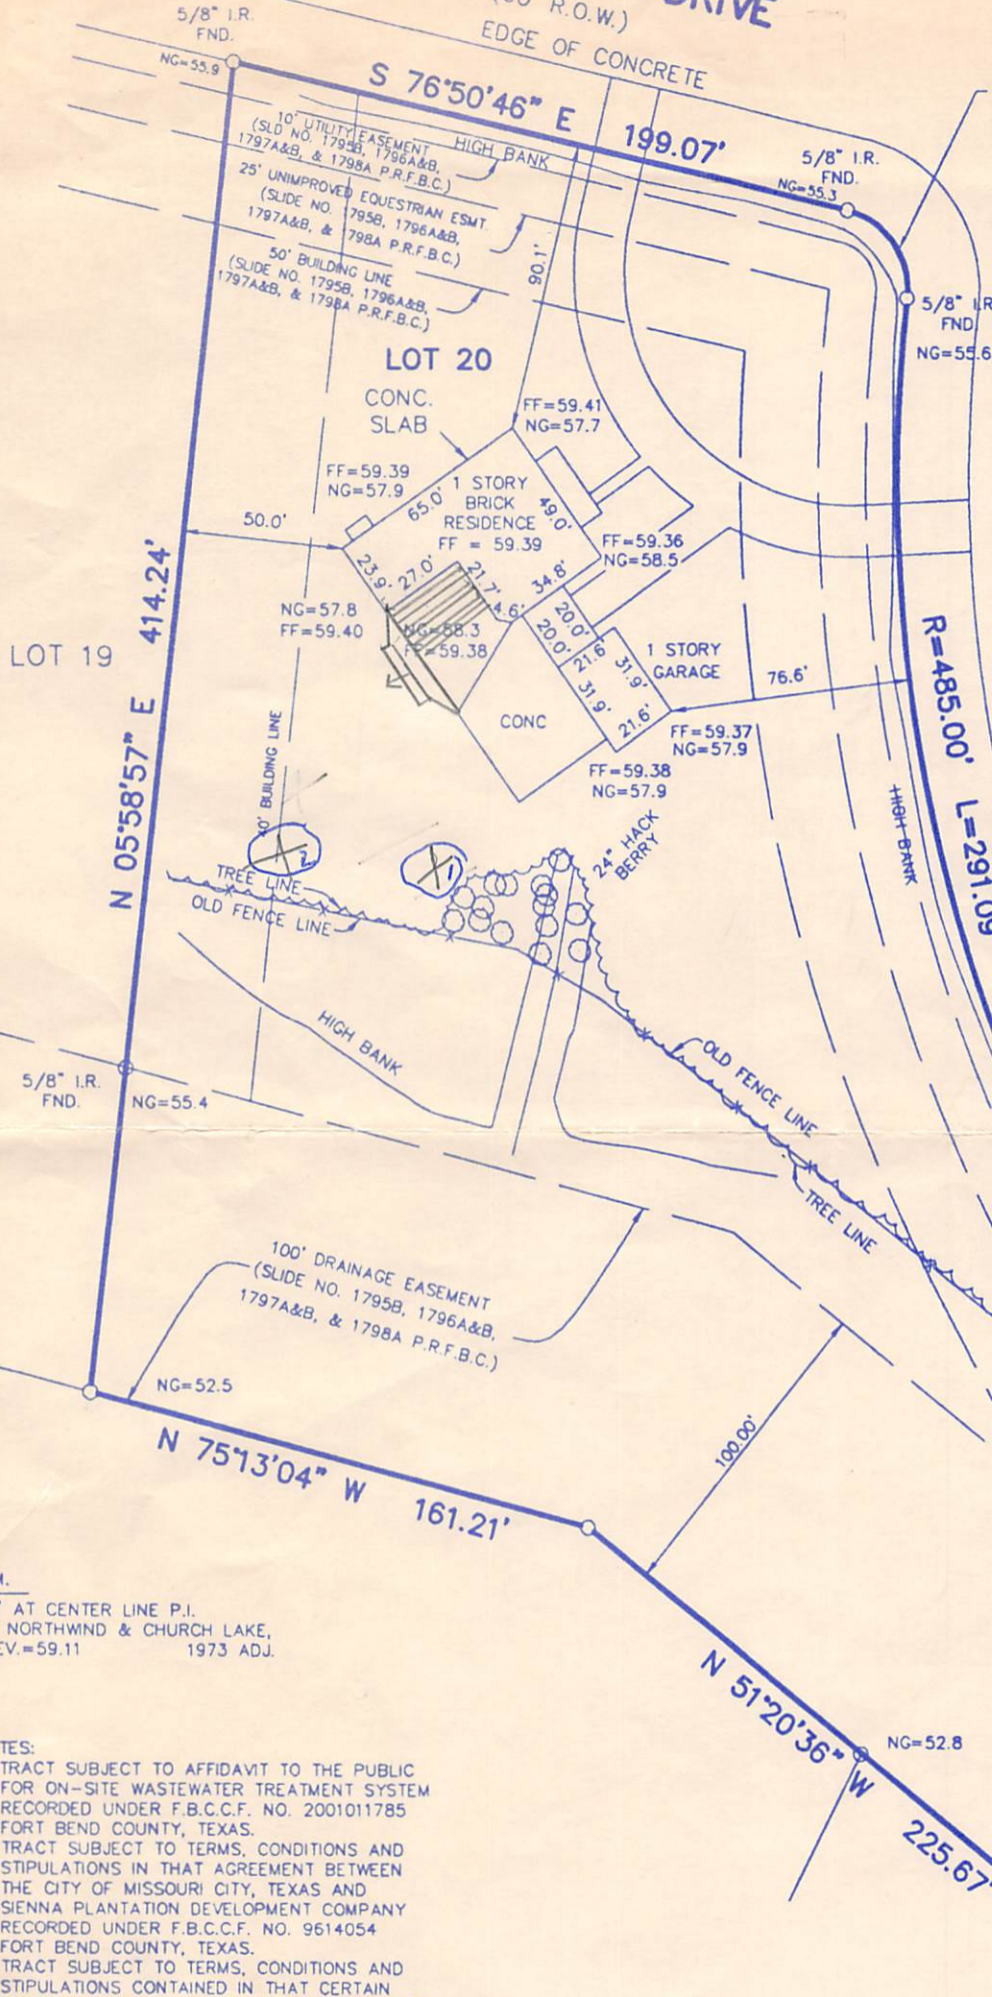 DRIVE
R.O.W.)
EDGE OF CONCRETE
5/8" I.R.
FND.
NG=55.9
S 76°50'46" E 199.07'
10' UTILITY EASEMENT
(SLD NO. 1795B, 1796A&B,
1797A&B, & 1798A P.R.F.B.C.)
HIGH BANK
5/8" I.R.
FND.
NG=55.3
25' UNIMPROVED EQUESTRIAN ESMT.
(SLIDE NO. 1795B, 1796A&B,
1797A&B, & 1798A P.R.F.B.C.)
50' BUILDING LINE
(SLIDE NO. 1795B, 1796A&B,
1797A&B, & 1798A P.R.F.B.C.)
90.1'
5/8" I.R
FND.
NG=55.6
LOT 20
CONC.
SLAB
FF=59.41
NG=57.7
FF=59.39
NG=57.9
65.0'
1 STORY
BRICK
RESIDENCE
FF = 59.39
49.0'
50.0'
FF=59.36
NG=58.5
23.9'
27.0'
21.7'
4.6'
34.8'
20.0'
20.0'
21.6'
31.9'
31.9'
21.6'
NG=57.8
FF=59.40
NG=58.3
FF=59.38
1 STORY
GARAGE
76.6'
CONC
FF=59.37
NG=57.9
FF=59.38
NG=57.9
LOT 19
N 05°58'57" E 414.24'
R=485.00' L=291.09
HIGH BANK
BUILDING LINE
X2
X1
24" HACK
BERRY
TREE LINE
OLD FENCE LINE
HIGH BANK
OLD FENCE LINE
TREE LINE
5/8" I.R.
FND.
NG=55.4
100' DRAINAGE EASEMENT
(SLIDE NO. 1795B, 1796A&B,
1797A&B, & 1798A P.R.F.B.C.)
NG=52.5
100.00'
N 75°13'04" W 161.21'
N 51°20'36" W 225.67'
NG=52.8
AT CENTER LINE P.I.
NORTHWIND & CHURCH LAKE,
EV.=59.11 1973 ADJ.
TES:
TRACT SUBJECT TO AFFIDAVIT TO THE PUBLIC
FOR ON-SITE WASTEWATER TREATMENT SYSTEM
RECORDED UNDER F.B.C.C.F. NO. 2001011785
FORT BEND COUNTY, TEXAS.
TRACT SUBJECT TO TERMS, CONDITIONS AND
STIPULATIONS IN THAT AGREEMENT BETWEEN
THE CITY OF MISSOURI CITY, TEXAS AND
SIENNA PLANTATION DEVELOPMENT COMPANY
RECORDED UNDER F.B.C.C.F. NO. 9614054
FORT BEND COUNTY, TEXAS.
TRACT SUBJECT TO TERMS, CONDITIONS AND
STIPULATIONS CONTAINED IN THAT CERTAIN